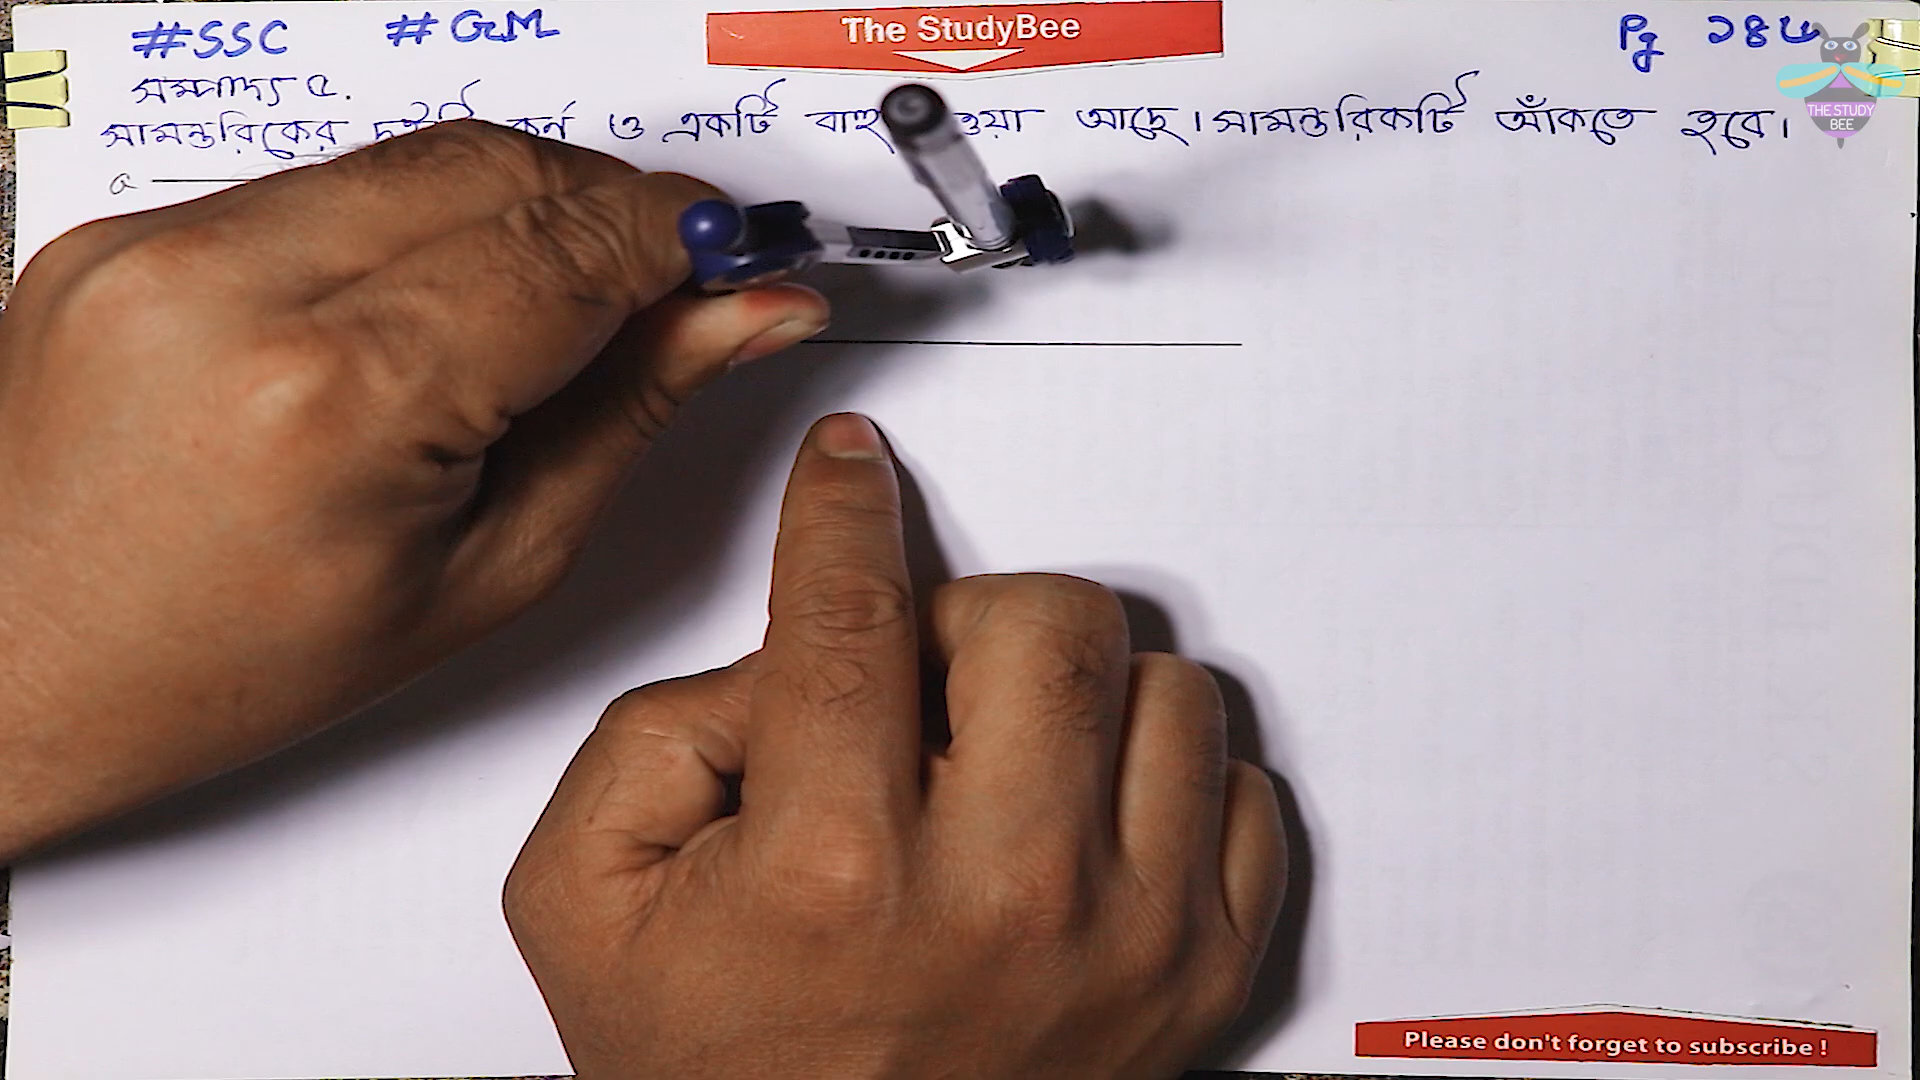 #SSC #GM The StudyBee Pg ১৪৬
সম্পাদ্য ৫.
সামন্তরিকের দুইটি কর্ন ও একটি বাহু আছে। সামন্তরিকটি আঁকতে হবে।
a
THE STUDY
BEE
Please don't forget to subscribe !